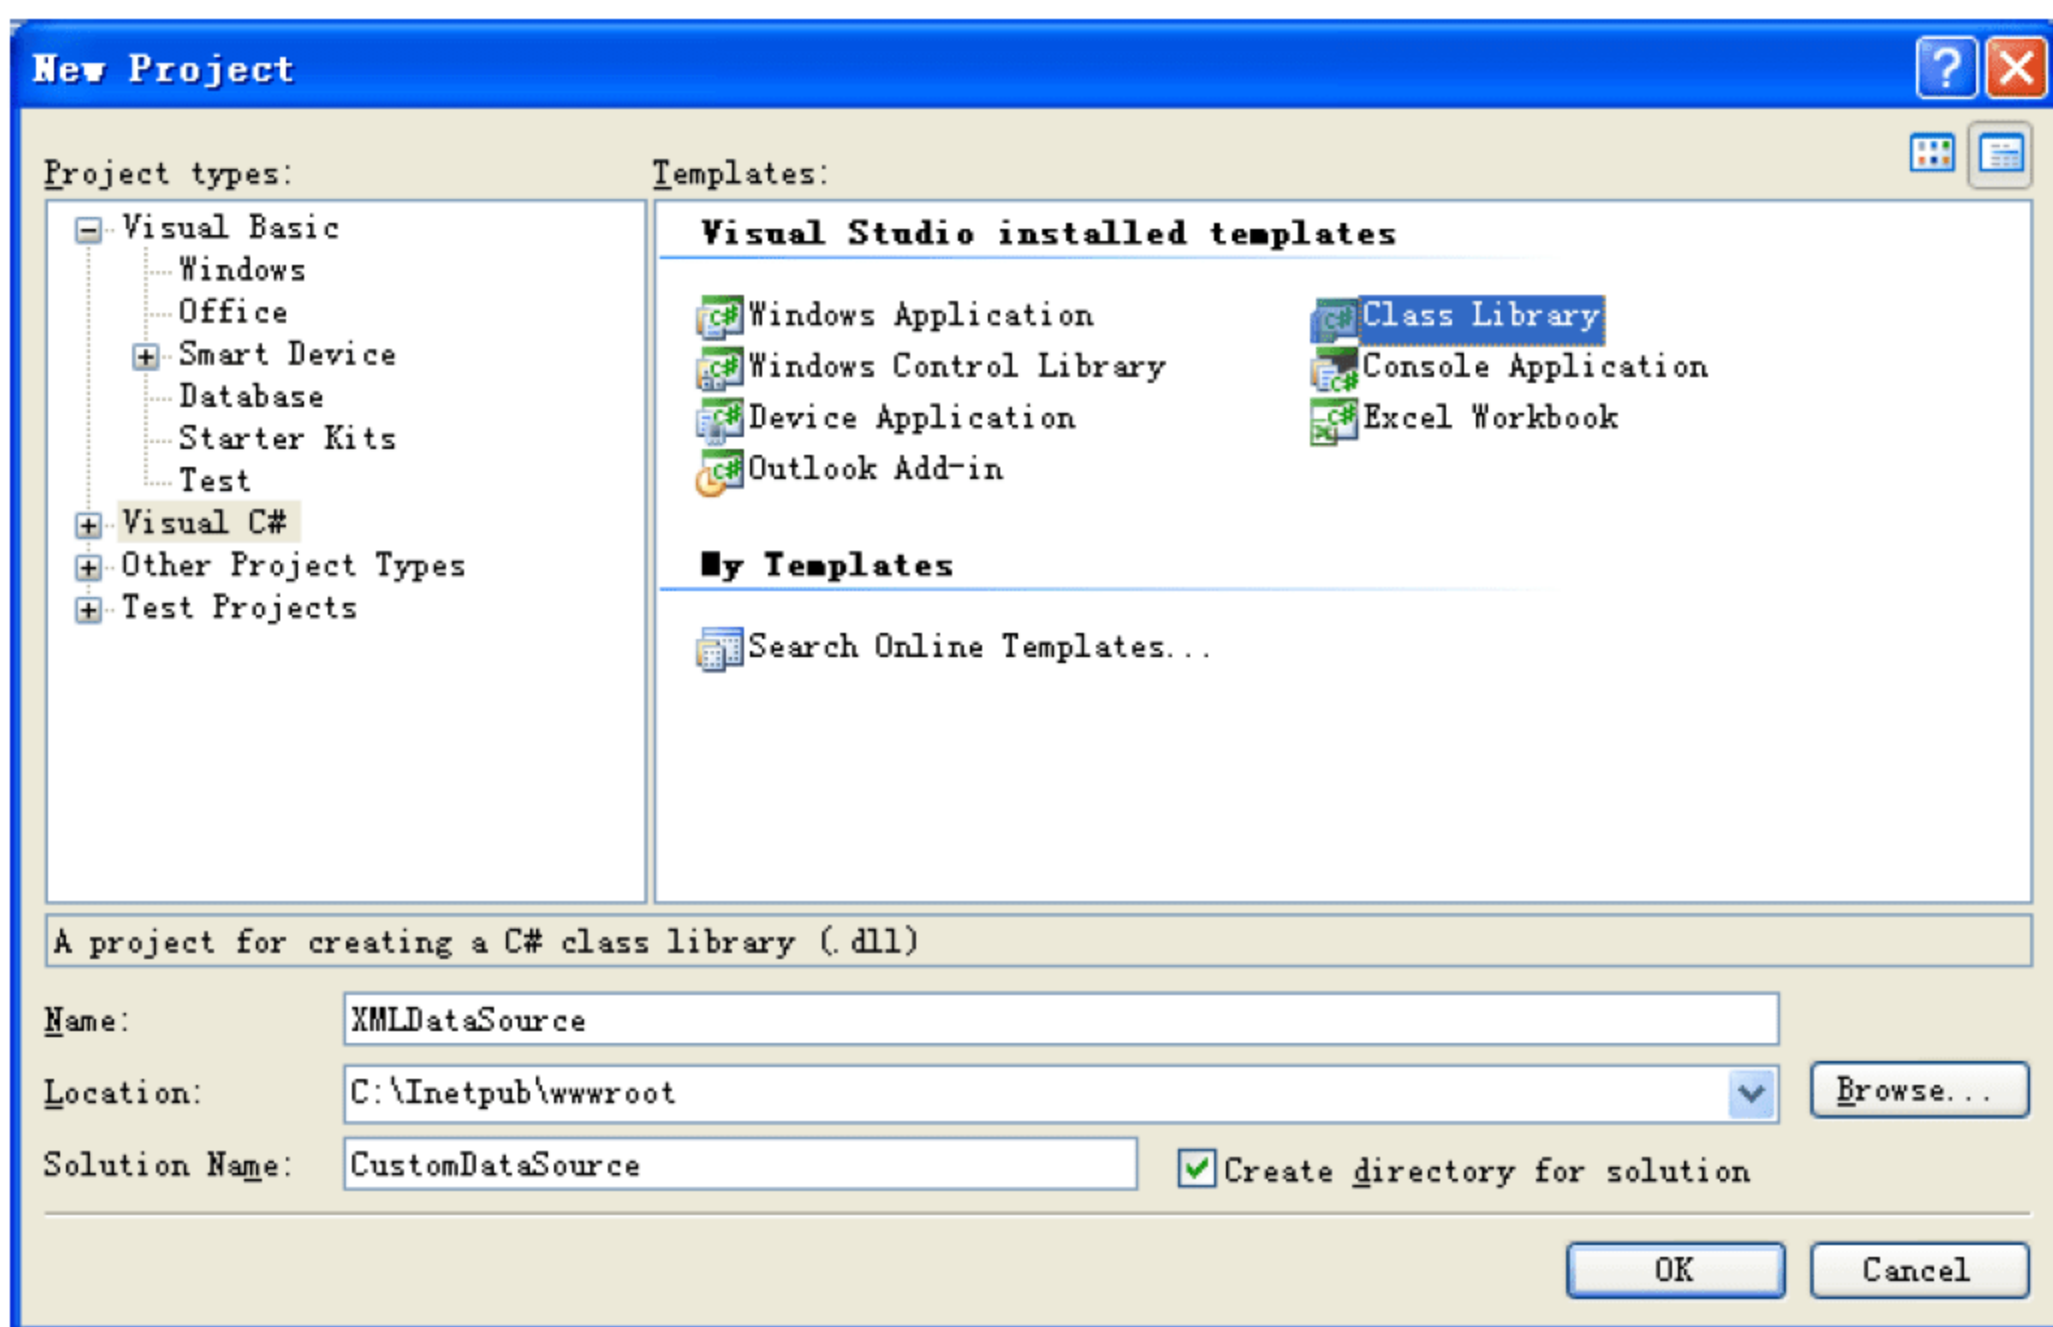 New Project
Project types:
Visual Basic
Windows
Office
Smart Device
Database
Starter Kits
Test
Visual C#
Other Project Types
Test Projects
Templates:
Visual Studio installed templates
Windows Application
Class Library
Windows Control Library
Console Application
Device Application
Excel Workbook
Outlook Add-in
My Templates
Search Online Templates...
A project for creating a C# class library (.dll)
Name:
XMLDataSource
Location:
C:\Inetpub\wwwroot
Browse...
Solution Name:
CustomDataSource
Create directory for solution
OK
Cancel